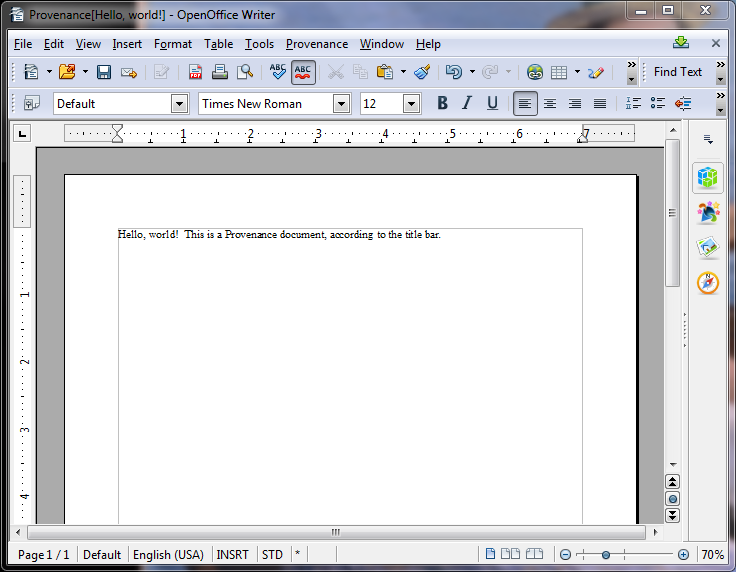 Provenance[Hello, world!] - OpenOffice Writer
File Edit View Insert Format Table Tools Provenance Window Help
ABC ABC Find Text
Default Times New Roman 12 B I U
1 2 3 4 5 6 7
Hello, world!  This is a Provenance document, according to the title bar.
1
2
3
4
Page 1 / 1 Default English (USA) INSRT STD * 70%